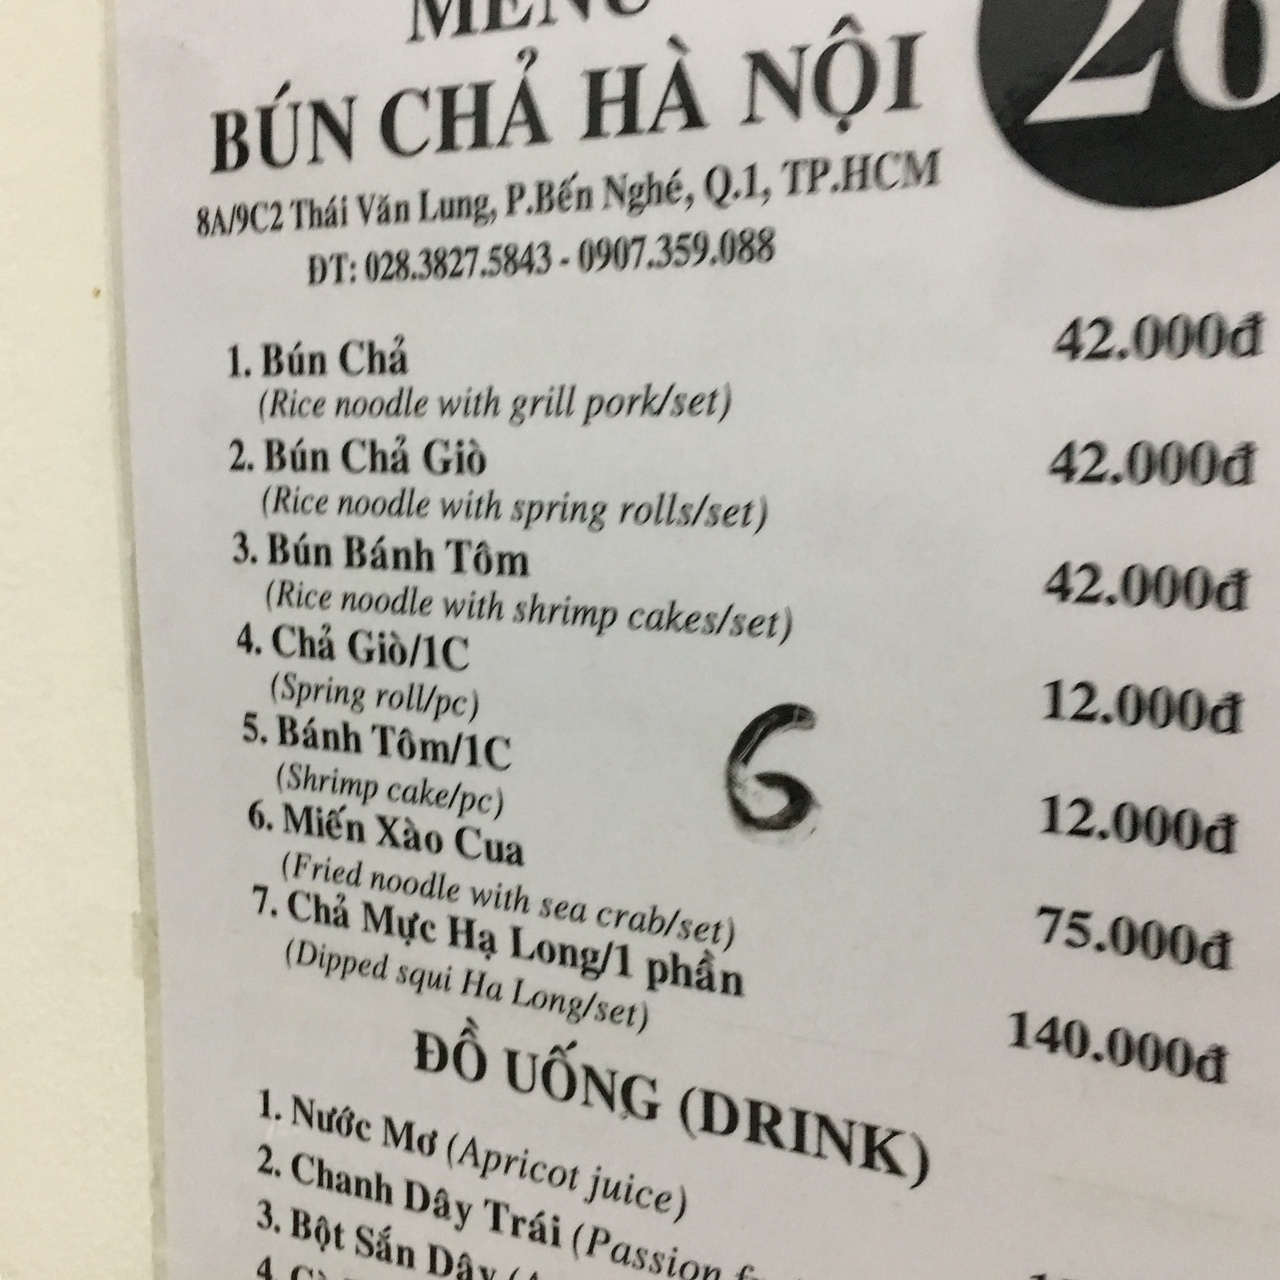 MENU
BÚN CHẢ HÀ NỘI
26
8A/9C2 Thái Văn Lung, P.Bến Nghé, Q.1, TP.HCM
ĐT: 028.3827.5843 - 0907.359.088
1. Bún Chả 42.000đ
(Rice noodle with grill pork/set)
2. Bún Chả Giò 42.000đ
(Rice noodle with spring rolls/set)
3. Bún Bánh Tôm 42.000đ
(Rice noodle with shrimp cakes/set)
4. Chả Giò/1C 12.000đ
(Spring roll/pc)
6
5. Bánh Tôm/1C 12.000đ
(Shrimp cake/pc)
6. Miến Xào Cua 75.000đ
(Fried noodle with sea crab/set)
7. Chả Mực Hạ Long/1 phần 140.000đ
(Dipped squi Ha Long/set)
ĐỒ UỐNG (DRINK)
1. Nước Mơ (Apricot juice)
2. Chanh Dây Trái (Passion
3. Bột Sắn Dây
4.